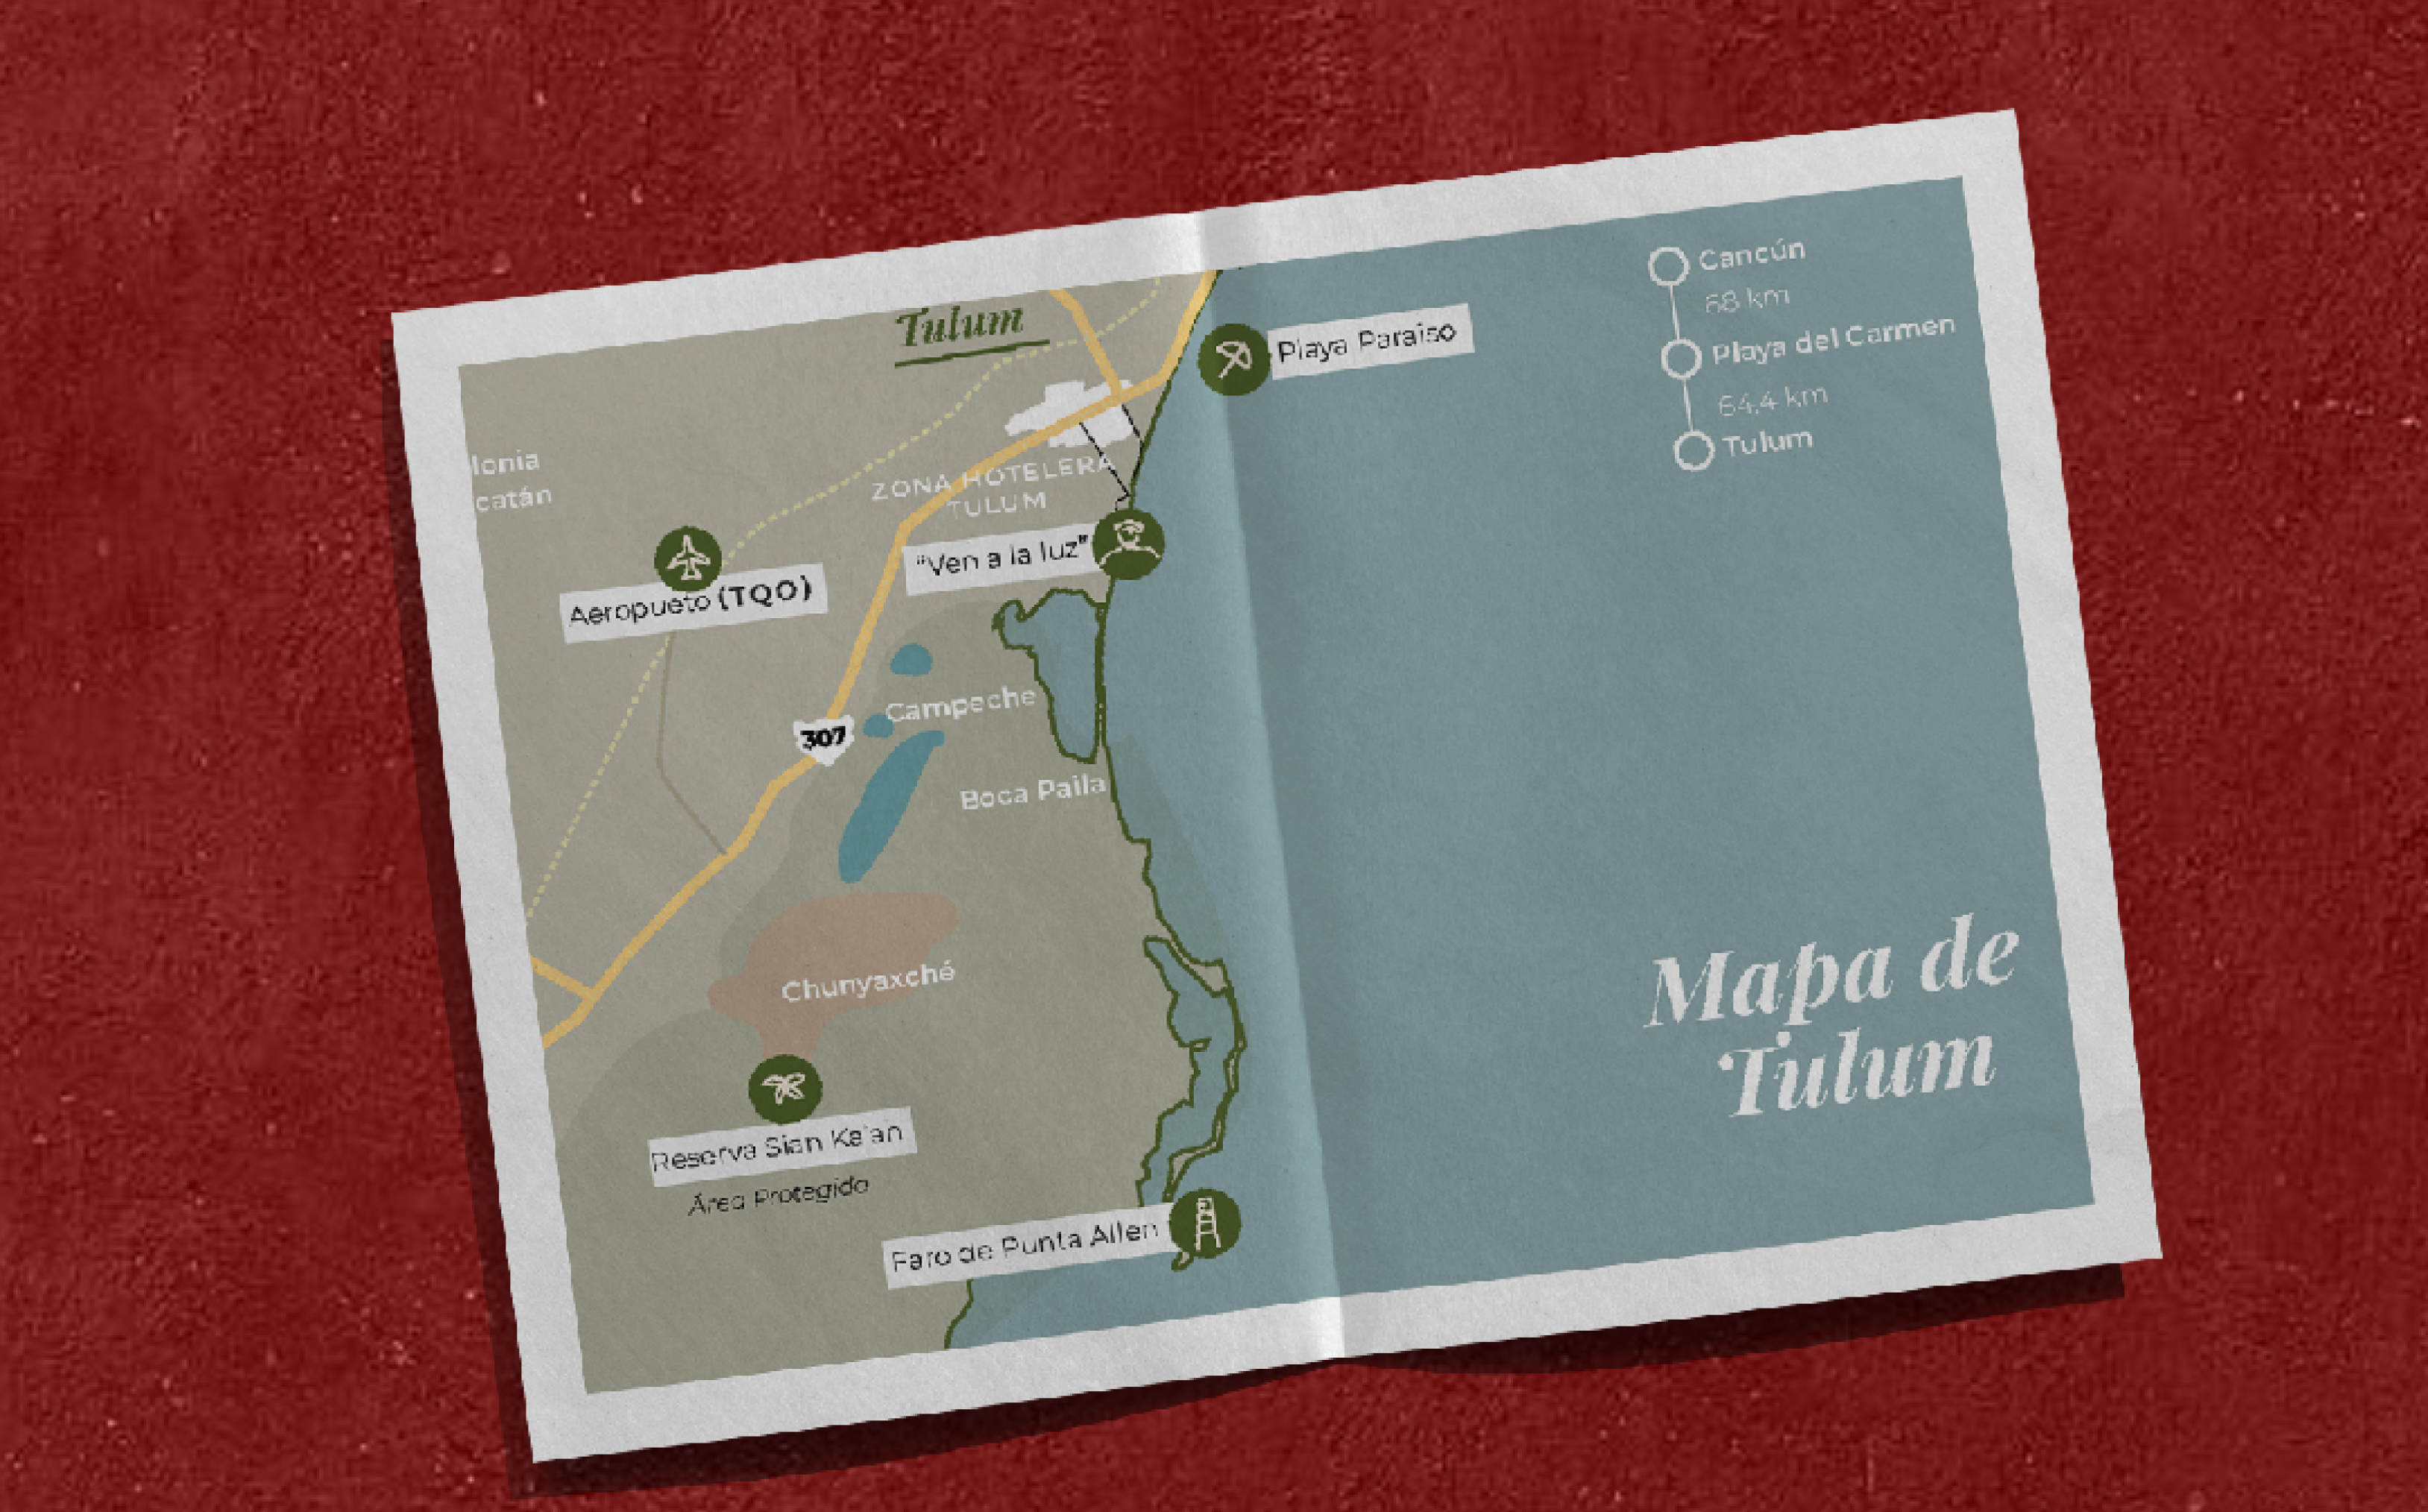 Tulum
Playa Paraíso
Cancún
68 km
Playa del Carmen
64.4 km
Tulum
lonia
catán
ZONA HOTELERA
TULUM
"Ven a la luz"
Aeropueto (TQO)
Campeche
307
Boca Paila
Chunyaxché
Reserva Sian Ka'an
Área Protegida
Faro de Punta Allen
Mapa de
Tulum